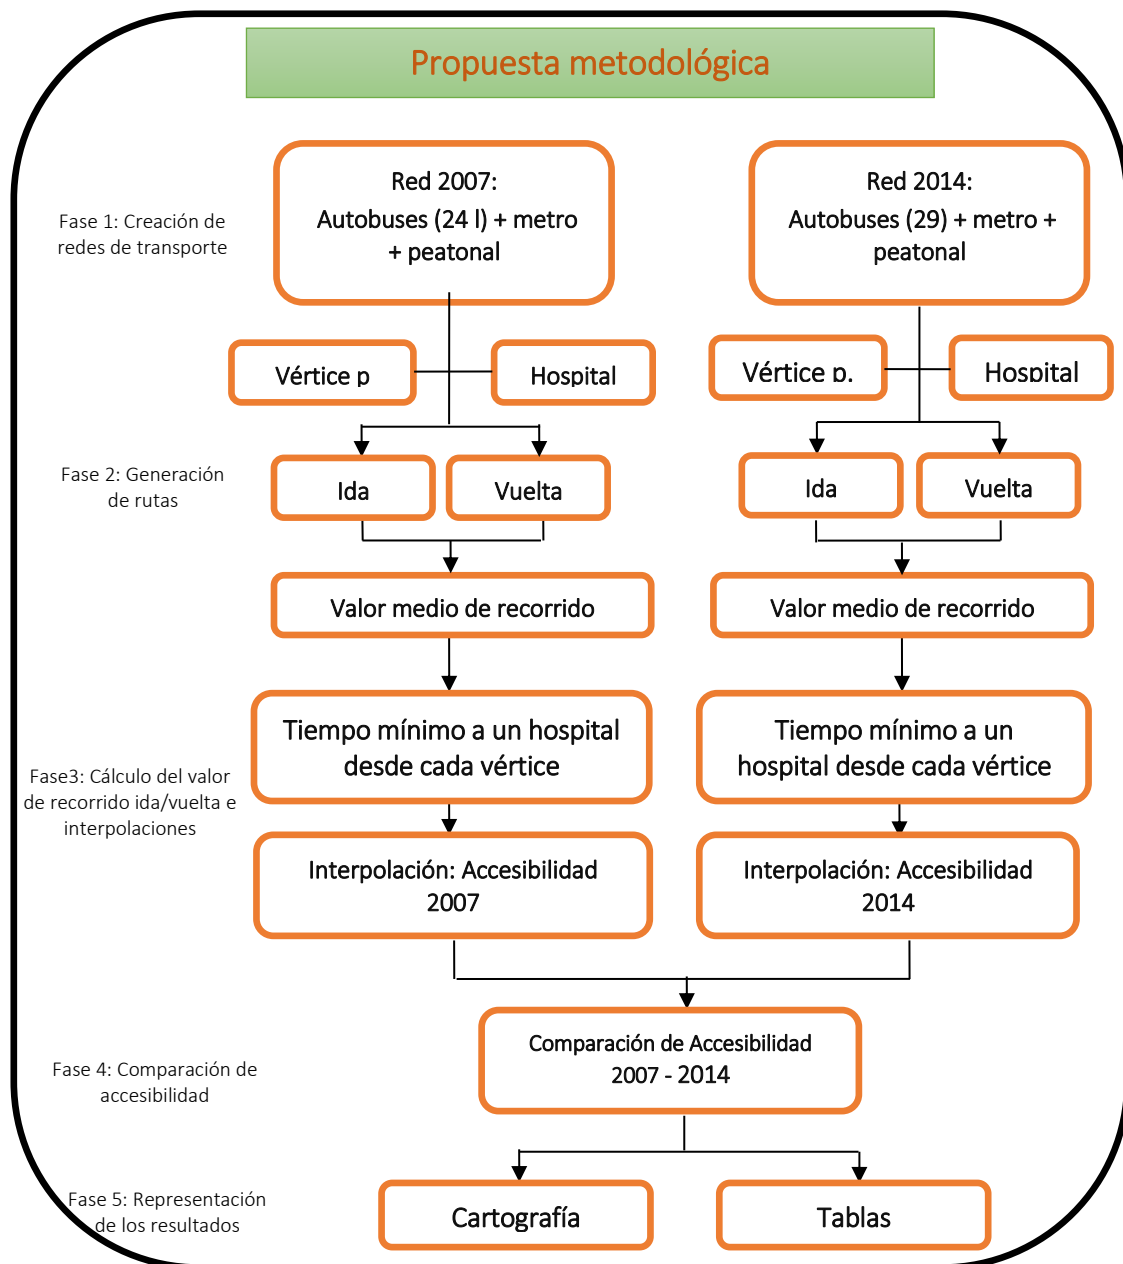 Propuesta metodológica
Fase 1: Creación de
redes de transporte
Red 2007:
Autobuses (24 l) + metro
+ peatonal
Red 2014:
Autobuses (29) + metro +
peatonal
Vértice p
Hospital
Vértice p.
Hospital
Fase 2: Generación
de rutas
Ida
Vuelta
Ida
Vuelta
Valor medio de recorrido
Valor medio de recorrido
Fase3: Cálculo del valor
de recorrido ida/vuelta e
interpolaciones
Tiempo mínimo a un hospital
desde cada vértice
Tiempo mínimo a un
hospital desde cada vértice
Interpolación: Accesibilidad
2007
Interpolación: Accesibilidad
2014
Fase 4: Comparación de
accesibilidad
Comparación de Accesibilidad
2007 - 2014
Fase 5: Representación
de los resultados
Cartografía
Tablas